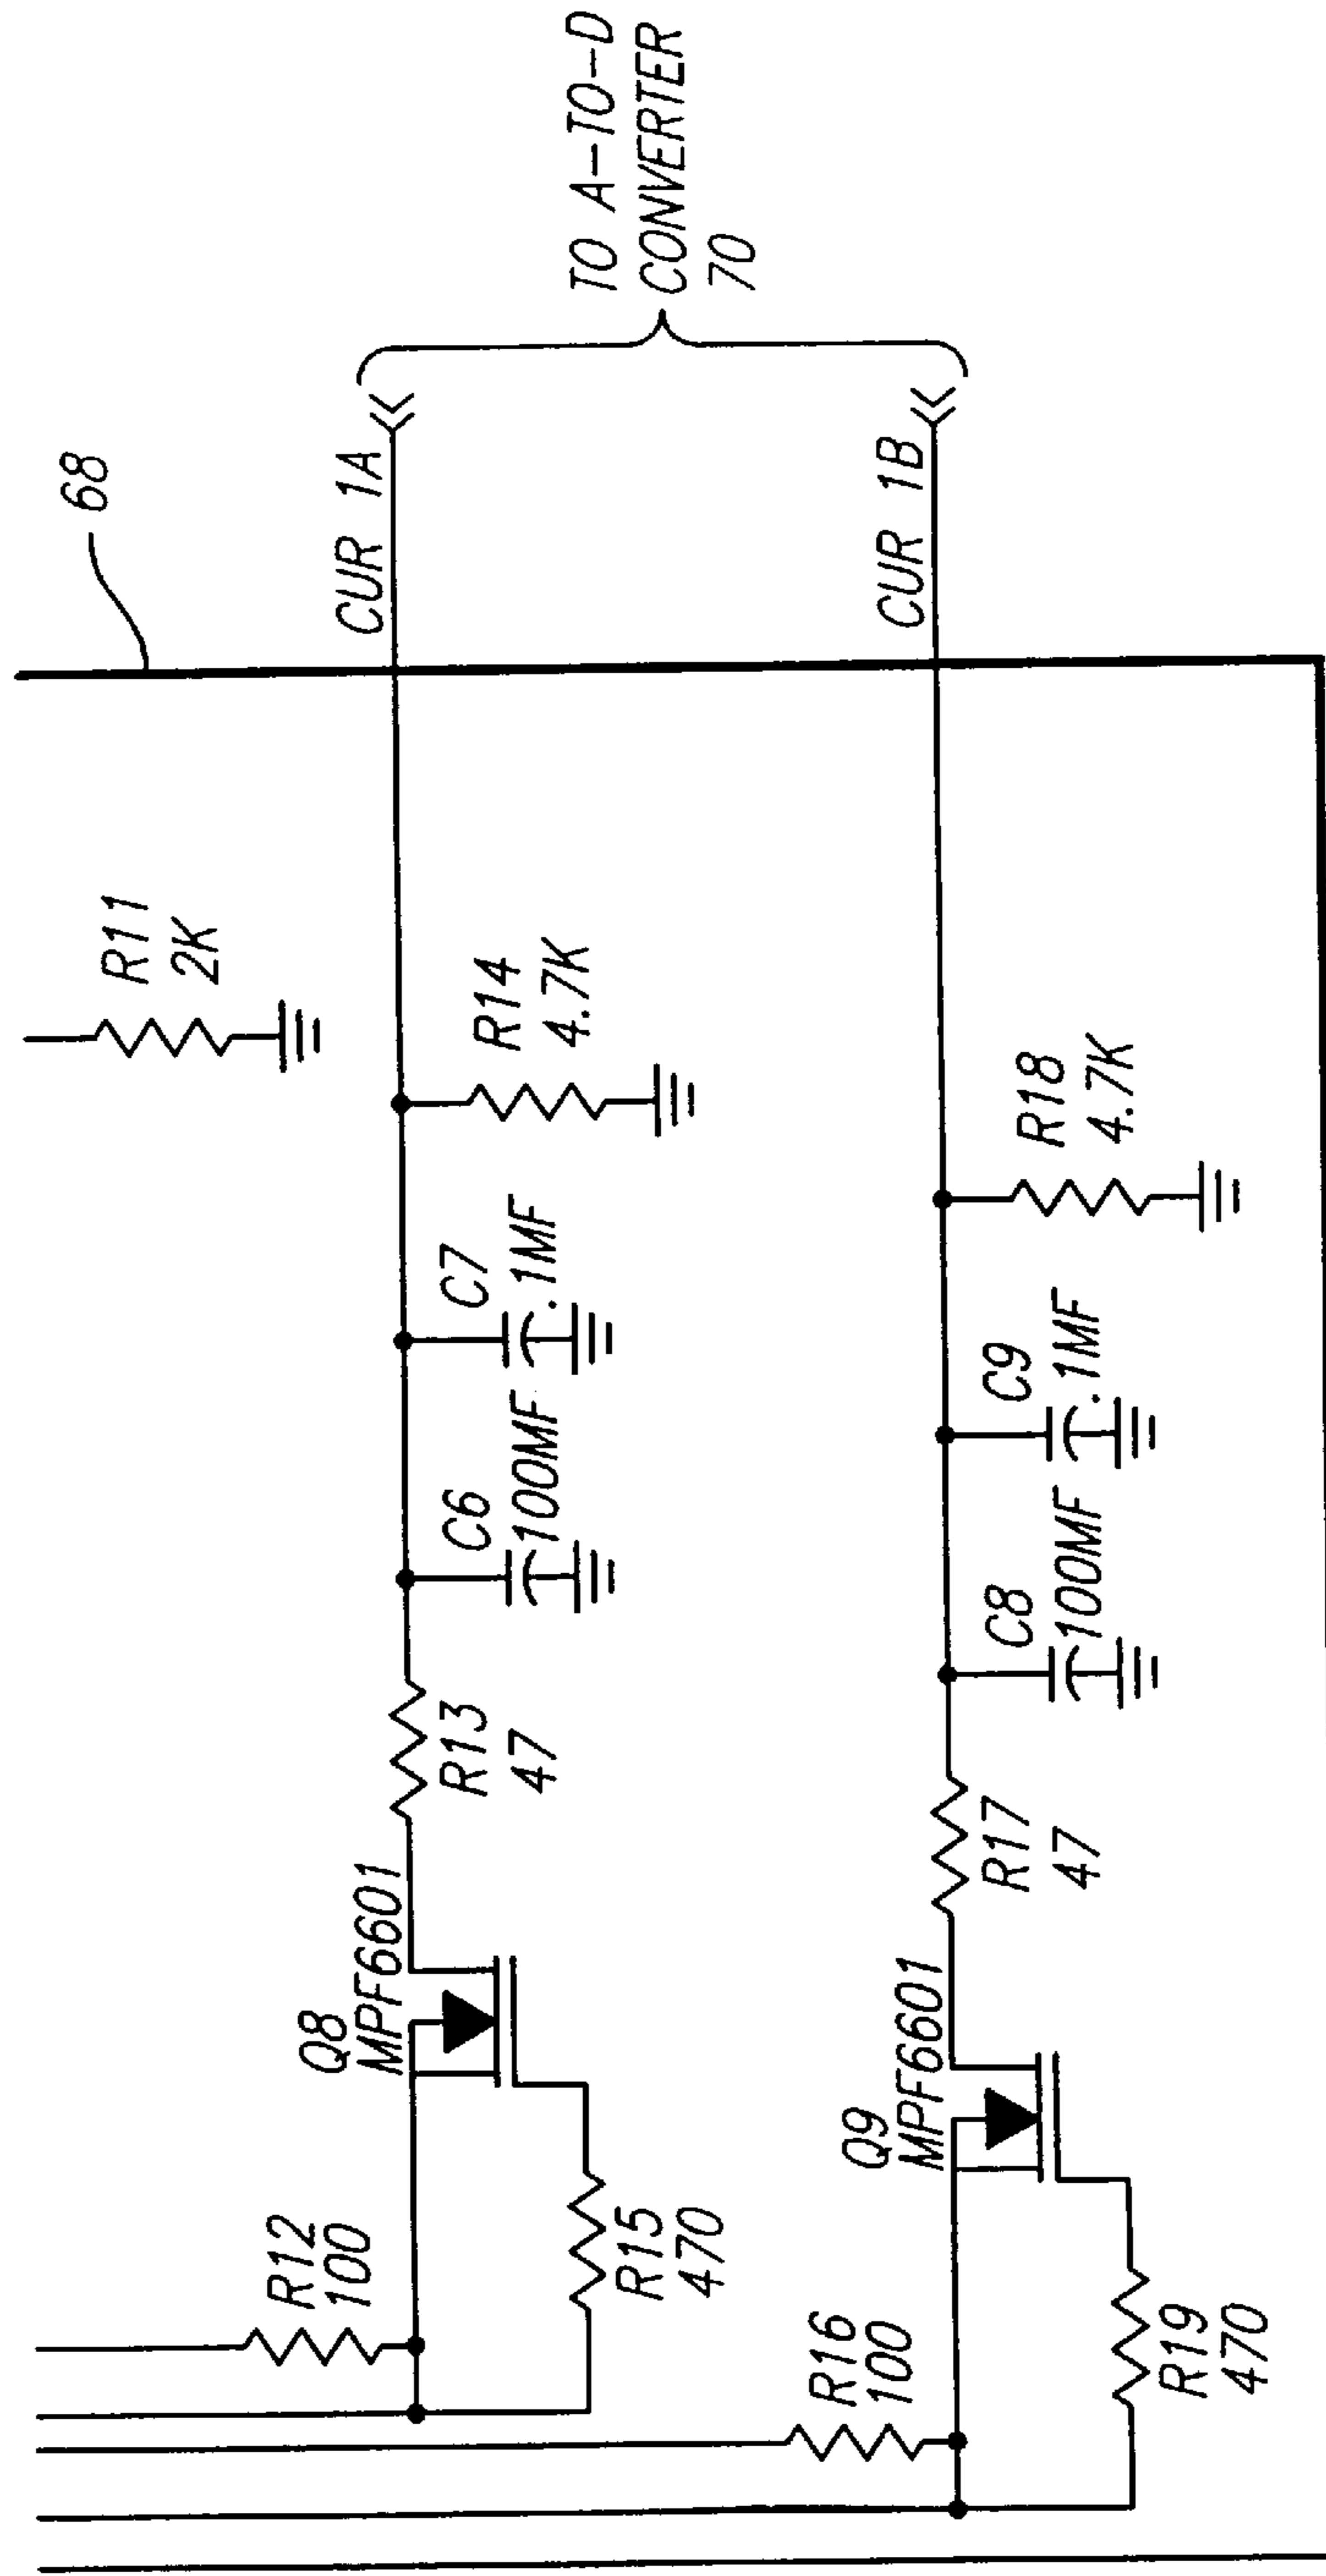 68
R11
2K
CUR 1A
TO A-TO-D
CONVERTER
70
R12
100
Q8
MPF6601
R13
47
C6
100MF
C7
.1MF
R14
4.7K
R15
470
CUR 1B
R16
100
Q9
MPF6601
R17
47
C8
100MF
C9
.1MF
R18
4.7K
R19
470